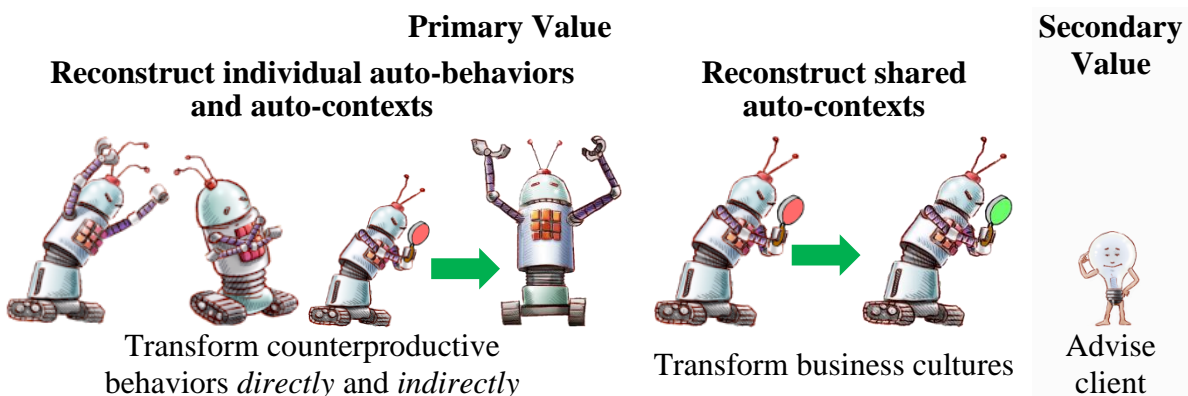 Primary Value
Reconstruct individual auto-behaviors
and auto-contexts
Transform counterproductive
behaviors directly and indirectly
Reconstruct shared
auto-contexts
Transform business cultures
Secondary
Value
Advise
client